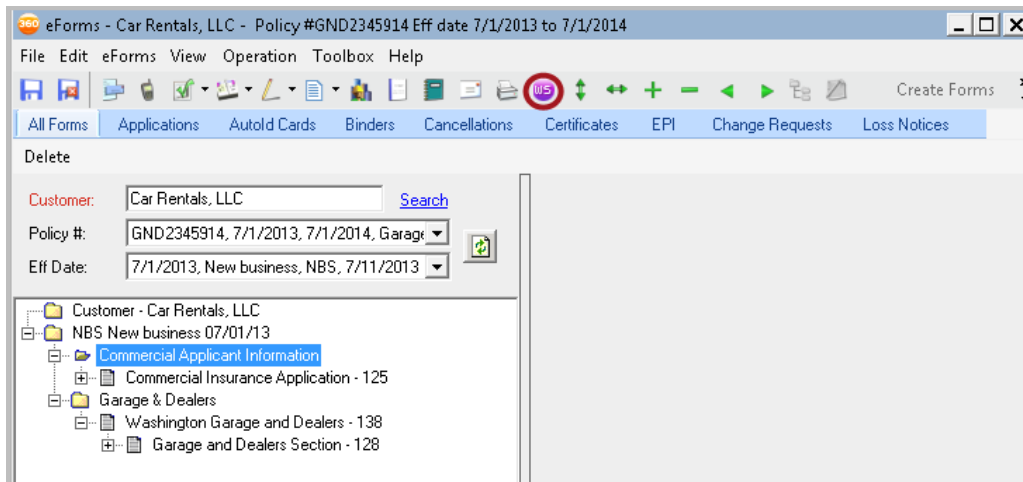 360 eForms - Car Rentals, LLC - Policy #GND2345914 Eff date 7/1/2013 to 7/1/2014
File Edit eForms View Operation Toolbox Help
WS Create Forms
All Forms Applications AutoId Cards Binders Cancellations Certificates EPI Change Requests Loss Notices
Delete
Customer: Car Rentals, LLC Search
Policy #: GND2345914, 7/1/2013, 7/1/2014, Garage
Eff Date: 7/1/2013, New business, NBS, 7/11/2013
Customer - Car Rentals, LLC
NBS New business 07/01/13
Commercial Applicant Information
Commercial Insurance Application - 125
Garage & Dealers
Washington Garage and Dealers - 138
Garage and Dealers Section - 128